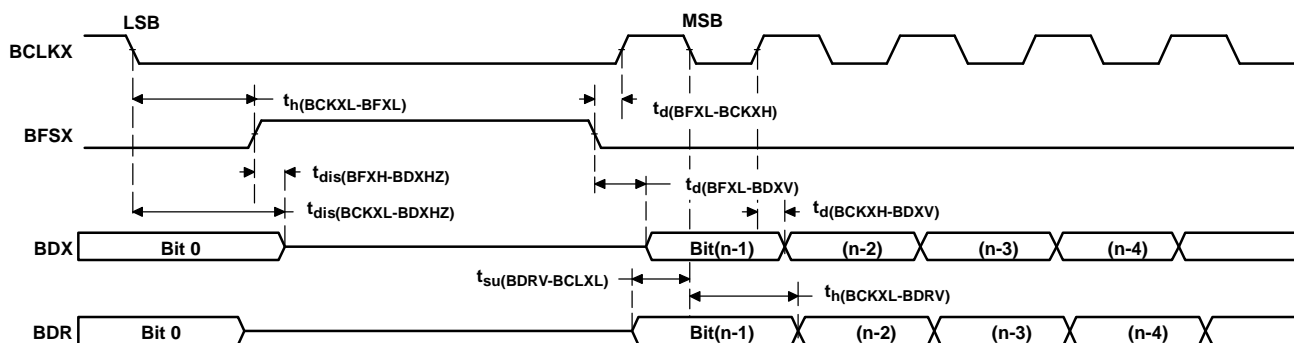 LSB MSB
BCLKX
th(BCKXL-BFXL) td(BFXL-BCKXH)
BFSX
tdis(BFXH-BDXHZ) td(BFXL-BDXV)
tdis(BCKXL-BDXHZ) td(BCKXH-BDXV)
BDX Bit 0 Bit(n-1) (n-2) (n-3) (n-4)
tsu(BDRV-BCLXL) th(BCKXL-BDRV)
BDR Bit 0 Bit(n-1) (n-2) (n-3) (n-4)